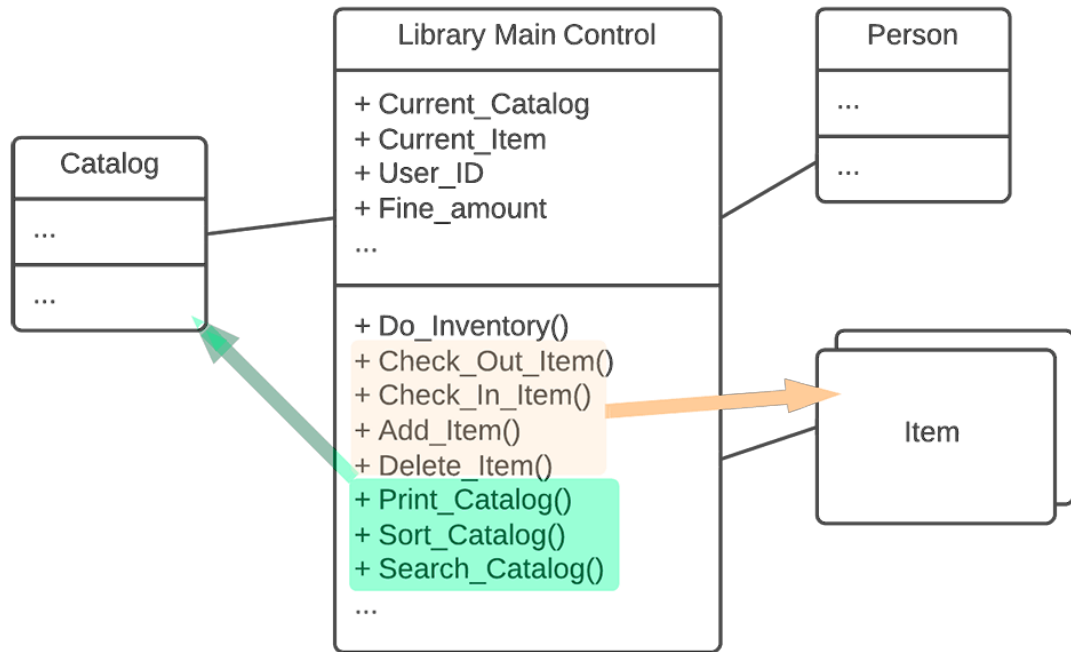 Catalog
...
...
Library Main Control
+ Current_Catalog
+ Current_Item
+ User_ID
+ Fine_amount
...
+ Do_Inventory()
+ Check_Out_Item()
+ Check_In_Item()
+ Add_Item()
+ Delete_Item()
+ Print_Catalog()
+ Sort_Catalog()
+ Search_Catalog()
...
Person
...
...
Item